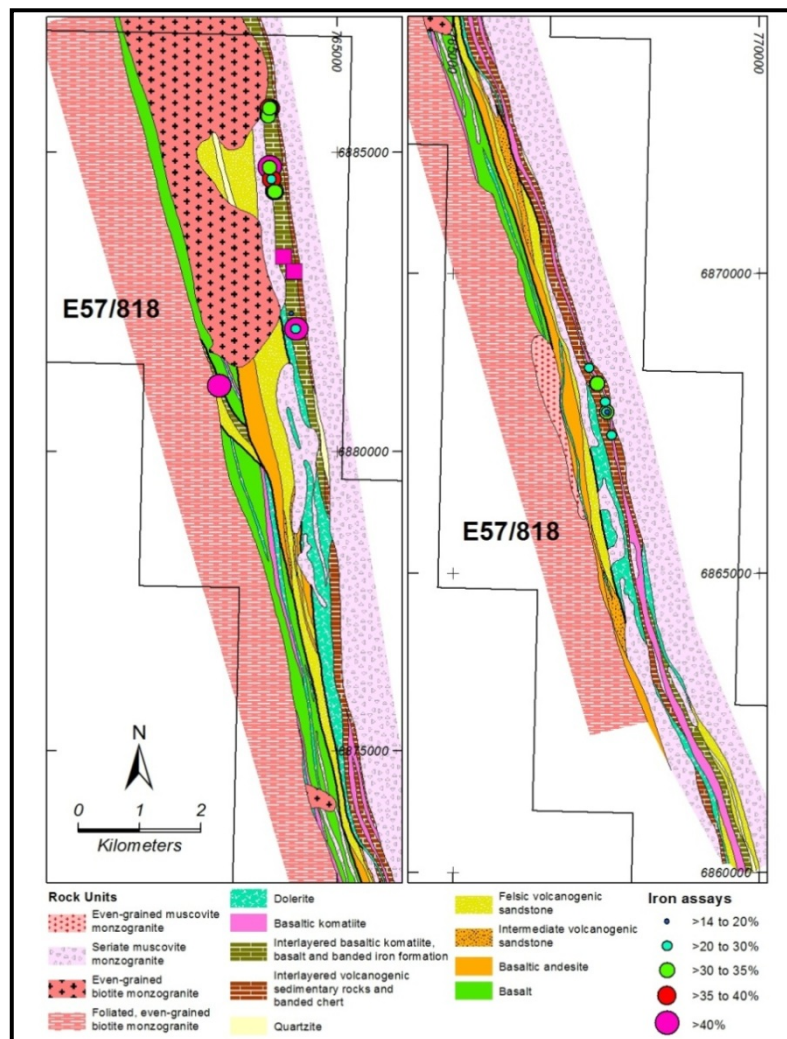 765000
6885000
E57/818
6880000
6875000
N
0 1 2
Kilometers
770000
6870000
E57/818
6865000
6860000
Rock Units
Even-grained muscovite
monzogranite
Seriate muscovite
monzogranite
Even-grained
biotite monzogranite
Foliated, even-grained
biotite monzogranite
Dolerite
Basaltic komatiite
Interlayered basaltic komatiite,
basalt and banded iron formation
Interlayered volcanogenic
sedimentary rocks and
banded chert
Quartzite
Felsic volcanogenic
sandstone
Intermediate volcanogenic
sandstone
Basaltic andesite
Basalt
Iron assays
>14 to 20%
>20 to 30%
>30 to 35%
>35 to 40%
>40%